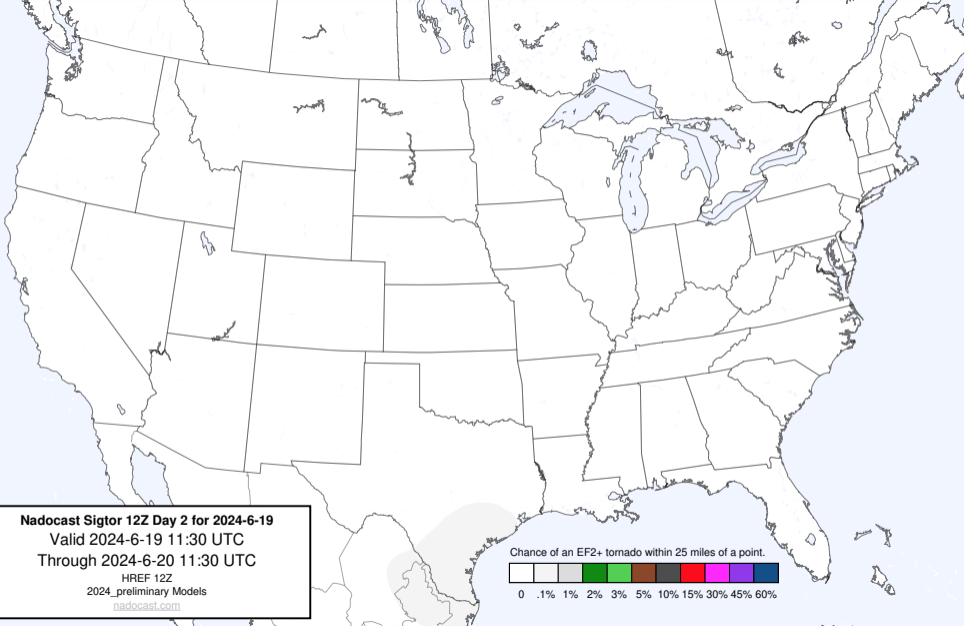 Nadocast Sigtor 12Z Day 2 for 2024-6-19
Valid 2024-6-19 11:30 UTC
Through 2024-6-20 11:30 UTC
HREF 12Z
2024_preliminary Models
nadocast.com
Chance of an EF2+ tornado within 25 miles of a point.
0 .1% 1% 2% 3% 5% 10% 15% 30% 45% 60%